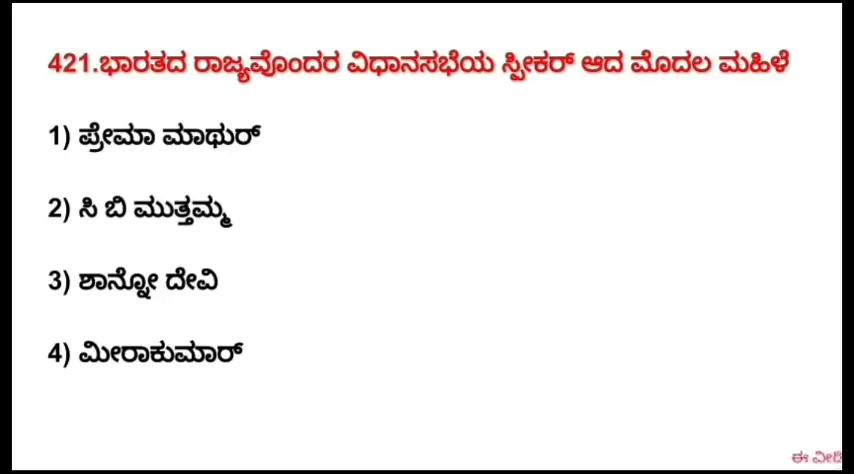 421.ಭಾರತದ ರಾಜ್ಯವೊಂದರ ವಿಧಾನಸಭೆಯ ಸ್ಪೀಕರ್ ಆದ ಮೊದಲ ಮಹಿಳೆ
1) ಪ್ರೇಮಾ ಮಾಥುರ್
2) ಸಿ ಬಿ ಮುತ್ತಮ್ಮ
3) ಶಾನ್ನೋ ದೇವಿ
4) ಮೀರಾಕುಮಾರ್
ಈ